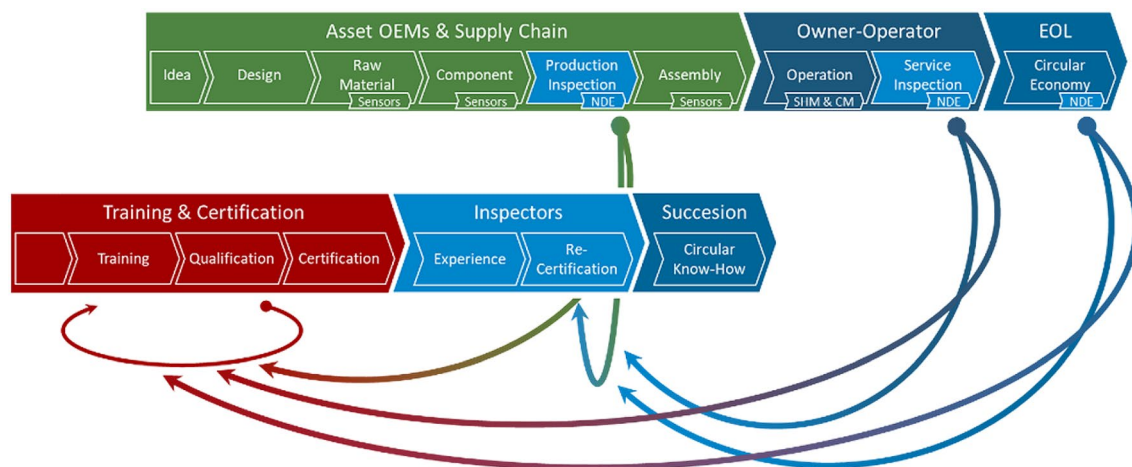 Asset OEMs & Supply Chain
Owner-Operator
EOL
Idea
Design
Raw
Material
Sensors
Component
Sensors
Production
Inspection
NDE
Assembly
Sensors
Operation
SHM & CM
Service
Inspection
NDE
Circular
Economy
NDE
Training & Certification
Inspectors
Succesion
Training
Qualification
Certification
Experience
Re-
Certification
Circular
Know-How